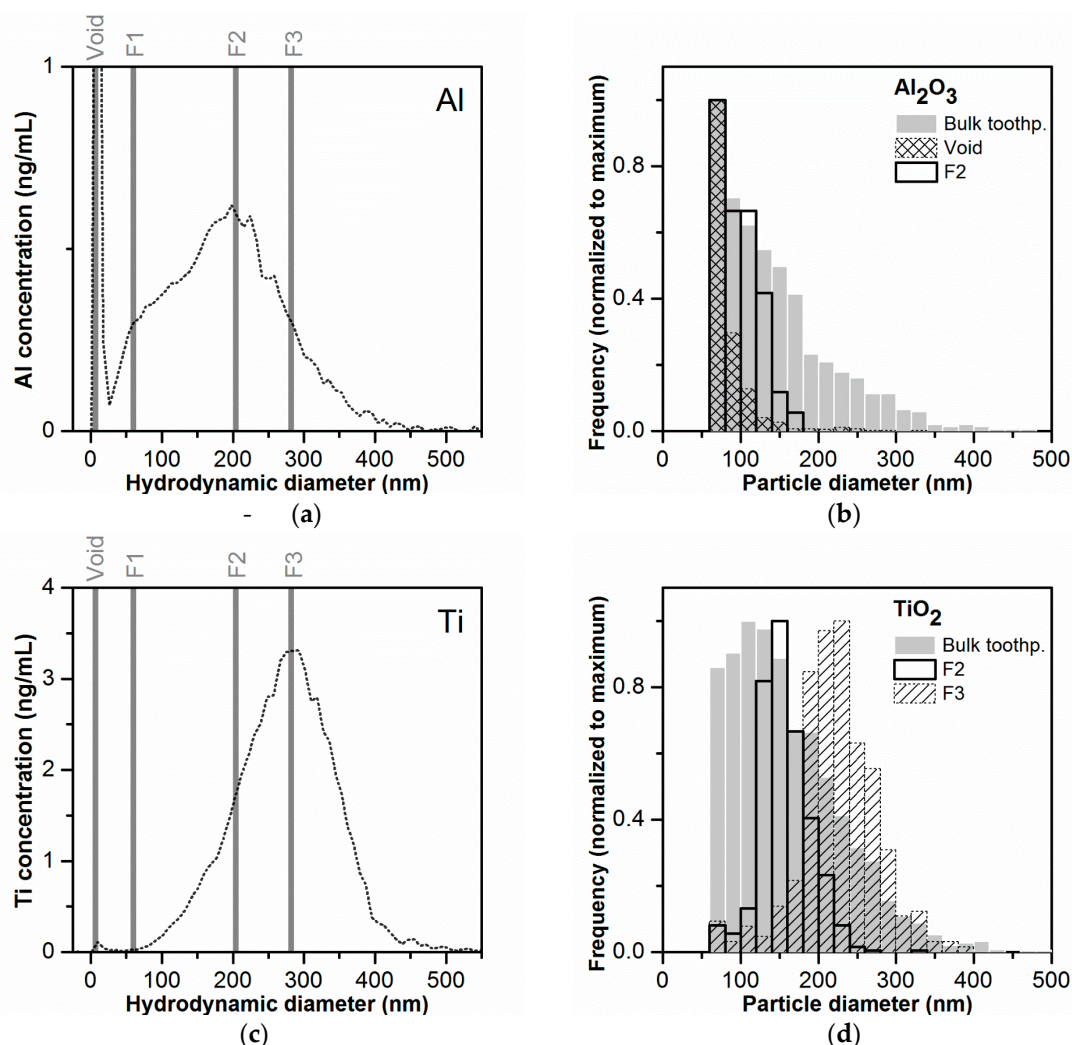 Void F1 F2 F3
1
Al
Al concentration (ng/mL)
0
0 100 200 300 400 500
Hydrodynamic diameter (nm)
- (a)
Al2O3
Bulk toothp.
Void
F2
Frequency (normalized to maximum)
0.8
0.4
0.0
100 200 300 400 500
Particle diameter (nm)
(b)
Void F1 F2 F3
4
Ti
3
2
1
0
Ti concentration (ng/mL)
0 100 200 300 400 500
Hydrodynamic diameter (nm)
(c)
TiO2
Bulk toothp.
F2
F3
Frequency (normalized to maximum)
0.8
0.4
0.0
100 200 300 400 500
Particle diameter (nm)
(d)